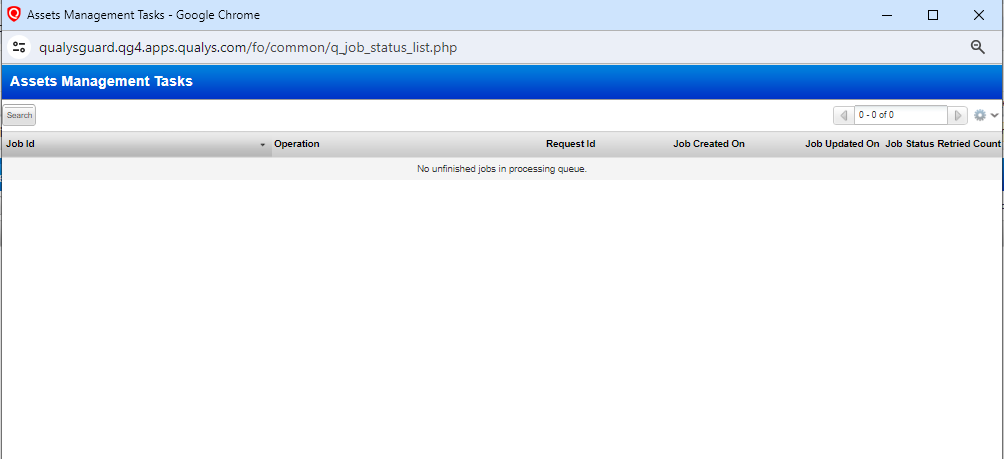 Assets Management Tasks - Google Chrome
qualysguard.qg4.apps.qualys.com/fo/common/q_job_status_list.php
Assets Management Tasks
Search
0 - 0 of 0
Job Id Operation Request Id Job Created On Job Updated On Job Status Retried Count
No unfinished jobs in processing queue.